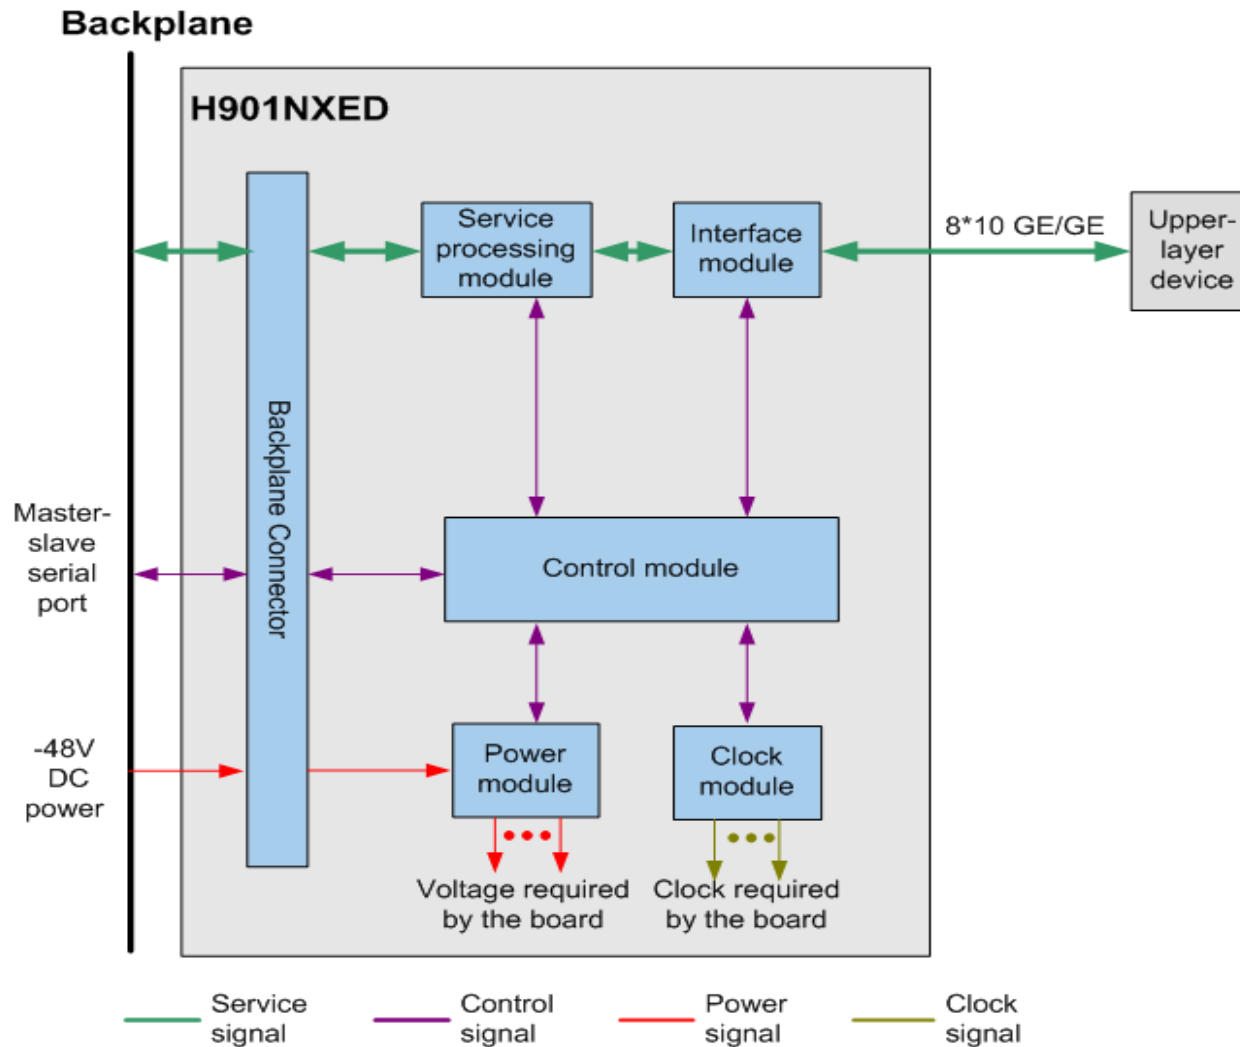 Backplane
H901NXED
Service
processing
module
Interface
module
8*10 GE/GE
Upper-
layer
device
Backplane Connector
Master-
slave
serial
port
Control module
-48V
DC
power
Power
module
Clock
module
Voltage required
by the board
Clock required
by the board
Service
signal
Control
signal
Power
signal
Clock
signal